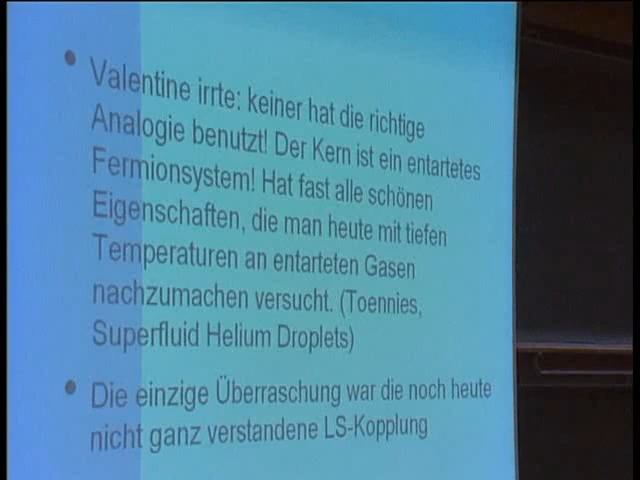 • Valentine irrte: keiner hat die richtige
Analogie benutzt! Der Kern ist ein entartetes
Fermionsystem! Hat fast alle schönen
Eigenschaften, die man heute mit tiefen
Temperaturen an entarteten Gasen
nachzumachen versucht. (Toennies,
Superfluid Helium Droplets)
• Die einzige Überraschung war die noch heute
nicht ganz verstandene LS-Kopplung